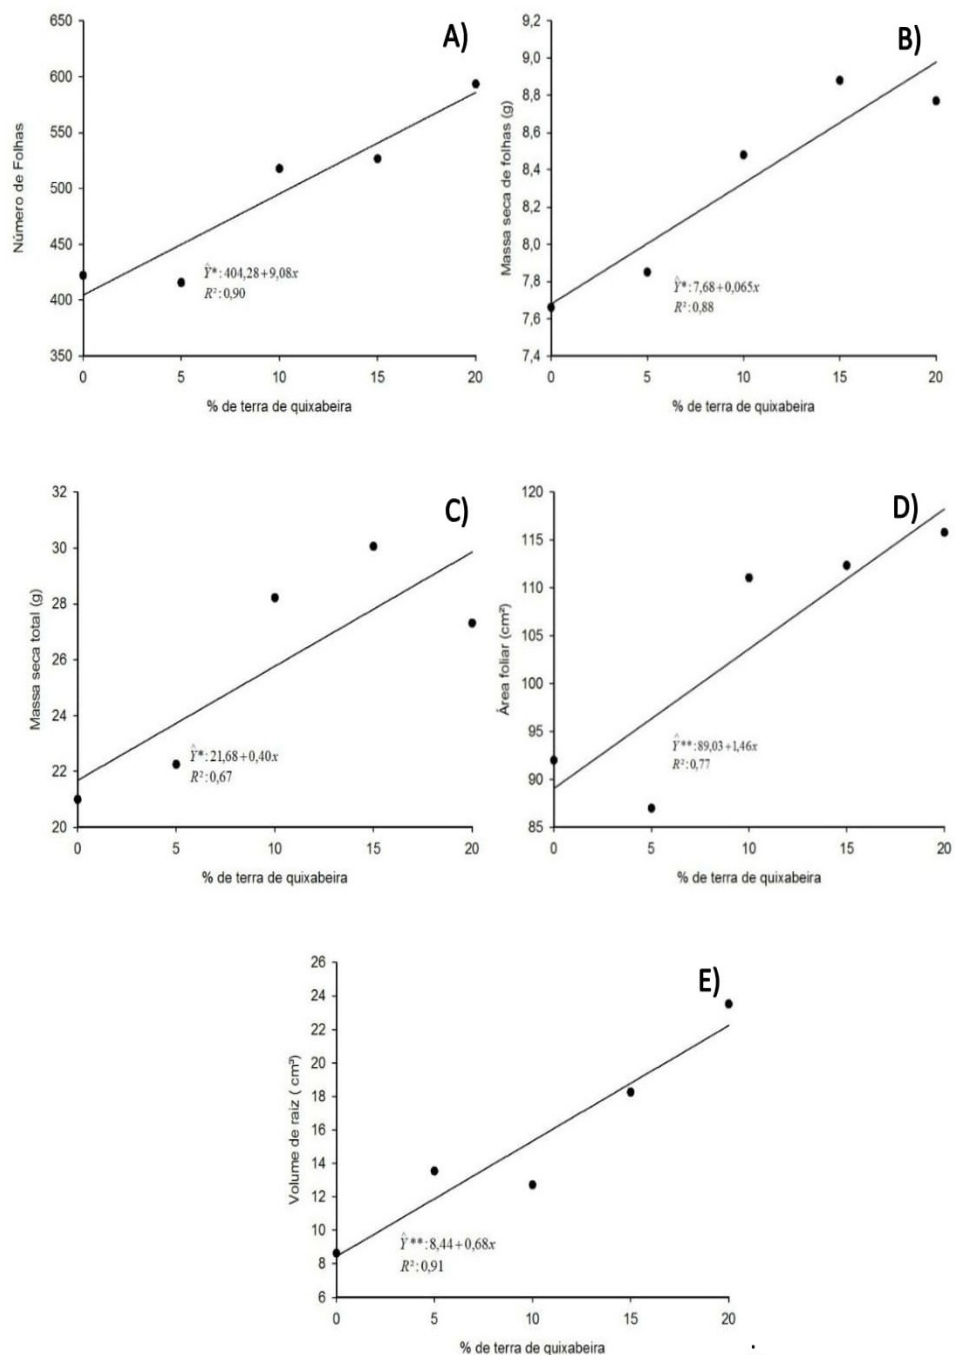 A)
Número de Folhas
650
600
550
500
450
400
350
Ŷ*:404,28+9,08x
R²:0,90
0 5 10 15 20
% de terra de quixabeira
B)
Massa seca de folhas (g)
9,2
9,0
8,8
8,6
8,4
8,2
8,0
7,8
7,6
7,4
Ŷ*:7,68+0,065x
R²:0,88
0 5 10 15 20
% de terra de quixabeira
C)
Massa seca total (g)
32
30
28
26
24
22
20
Ŷ*:21,68+0,40x
R²:0,67
0 5 10 15 20
% de terra de quixabeira
D)
Área foliar (cm²)
120
115
110
105
100
95
90
85
Ŷ**:89,03+1,46x
R²:0,77
0 5 10 15 20
% de terra de quixabeira
E)
Volume de raiz ( cm³)
26
24
22
20
18
16
14
12
10
8
6
Ŷ**:8,44+0,68x
R²:0,91
0 5 10 15 20
% de terra de quixabeira
.